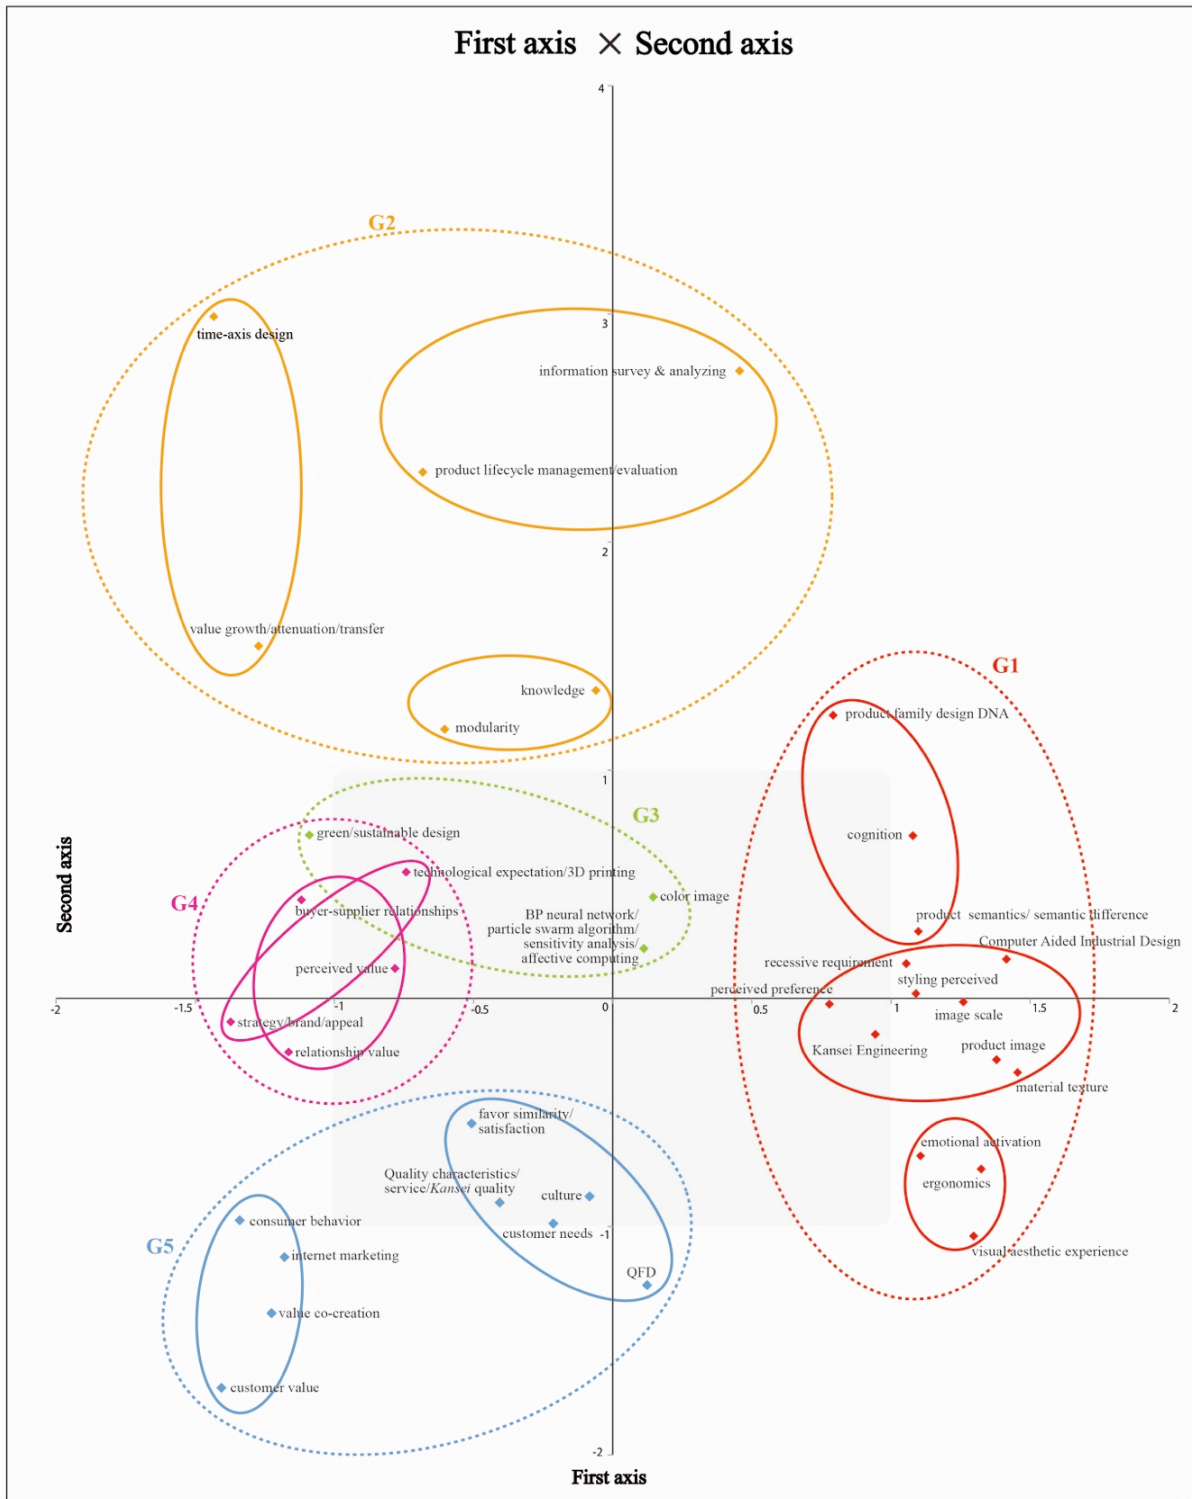 First axis × Second axis
4
G2
3
time-axis design
information survey & analyzing
product lifecycle management/evaluation
2
value growth/attenuation/transfer
G1
knowledge
product family design DNA
modularity
1
G3
green/sustainable design
cognition
Second axis
technological expectation/3D printing
color image
G4
buyer-supplier relationships
BP neural network/
particle swarm algorithm/
sensitivity analysis/
affective computing
product semantics/ semantic difference
Computer Aided Industrial Design
recessive requirement
perceived value
styling perceived
perceived preference
-2
-1.5
-1
-0.5
0
0.5
1
1.5
2
image scale
strategy/brand/appeal
relationship value
Kansei Engineering
product image
material texture
favor similarity/
satisfaction
emotional activation
Quality characteristics/
service/Kansei quality
culture
ergonomics
consumer behavior
customer needs
-1
G5
internet marketing
visual aesthetic experience
QFD
value co-creation
customer value
-2
First axis